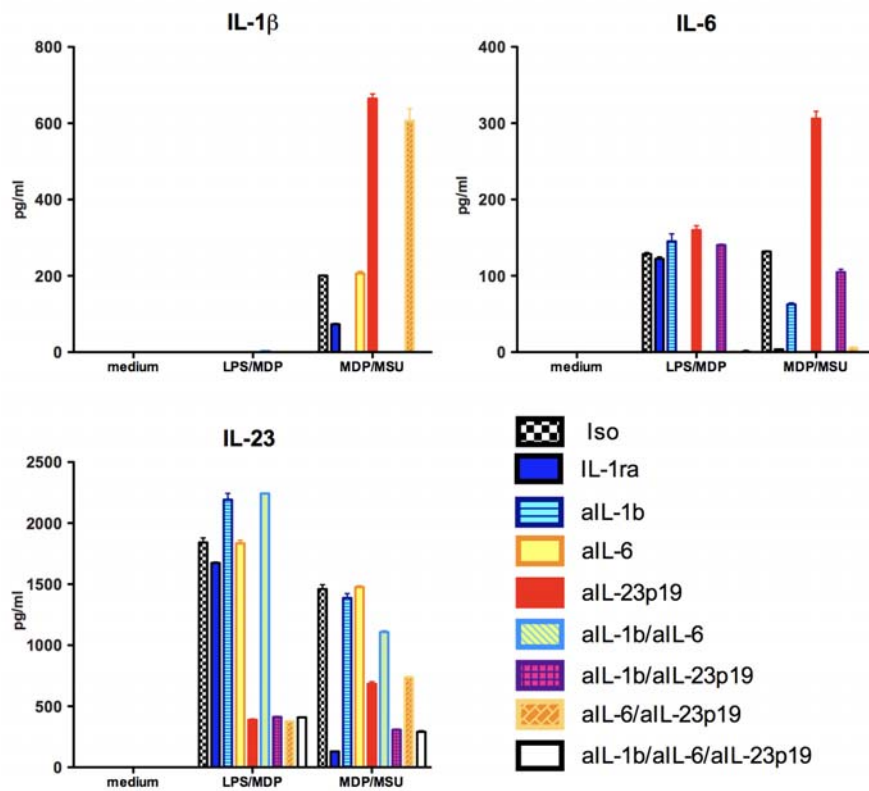 IL-1β
800
600
400
200
0
pg/ml
medium
LPS/MDP
MDP/MSU
IL-6
400
300
200
100
0
pg/ml
LPS/MDP
MDP/MSU
IL-23
2500
2000
1500
1000
500
0
pg/ml
medium
LPS/MDP
MDP/MSU
Iso
IL-1ra
aIL-1b
aIL-6
aIL-23p19
aIL-1b/aIL-6
aIL-1b/aIL-23p19
aIL-6/aIL-23p19
aIL-1b/aIL-6/aIL-23p19